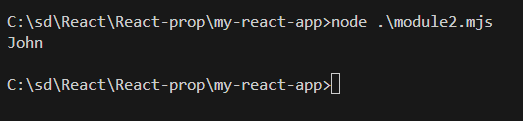 C:\sd\React\React-prop\my-react-app>node .\module2.mjs
John
C:\sd\React\React-prop\my-react-app>